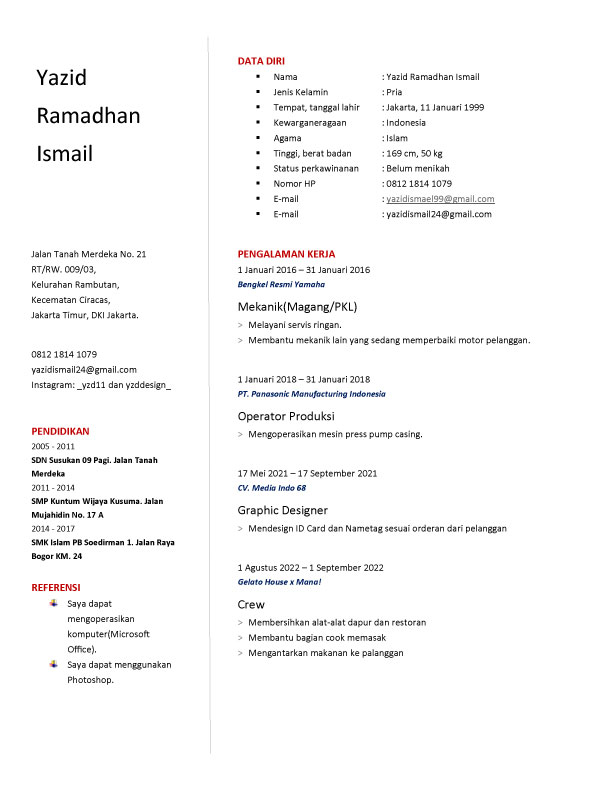 Yazid
Ramadhan
Ismail
Jalan Tanah Merdeka No. 21
RT/RW. 009/03,
Kelurahan Rambutan,
Kecematan Ciracas,
Jakarta Timur, DKI Jakarta.
0812 1814 1079
yazidismail24@gmail.com
Instagram: _yzd11 dan yzddesign_
PENDIDIKAN
2005 - 2011
SDN Susukan 09 Pagi. Jalan Tanah
Merdeka
2011 - 2014
SMP Kuntum Wijaya Kusuma. Jalan
Mujahidin No. 17 A
2014 - 2017
SMK Islam PB Soedirman 1. Jalan Raya
Bogor KM. 24
REFERENSI
Saya dapat
mengoperasikan
komputer(Microsoft
Office).
Saya dapat menggunakan
Photoshop.
DATA DIRI
Nama : Yazid Ramadhan Ismail
Jenis Kelamin : Pria
Tempat, tanggal lahir : Jakarta, 11 Januari 1999
Kewarganeragaan : Indonesia
Agama : Islam
Tinggi, berat badan : 169 cm, 50 kg
Status perkawinanan : Belum menikah
Nomor HP : 0812 1814 1079
E-mail : yazidismael99@gmail.com
E-mail : yazidismail24@gmail.com
PENGALAMAN KERJA
1 Januari 2016 – 31 Januari 2016
Bengkel Resmi Yamaha
Mekanik(Magang/PKL)
> Melayani servis ringan.
> Membantu mekanik lain yang sedang memperbaiki motor pelanggan.
1 Januari 2018 – 31 Januari 2018
PT. Panasonic Manufacturing Indonesia
Operator Produksi
> Mengoperasikan mesin press pump casing.
17 Mei 2021 – 17 September 2021
CV. Media Indo 68
Graphic Designer
> Mendesign ID Card dan Nametag sesuai orderan dari pelanggan
1 Agustus 2022 – 1 September 2022
Gelato House x Mana!
Crew
> Membersihkan alat-alat dapur dan restoran
> Membantu bagian cook memasak
> Mengantarkan makanan ke palanggan